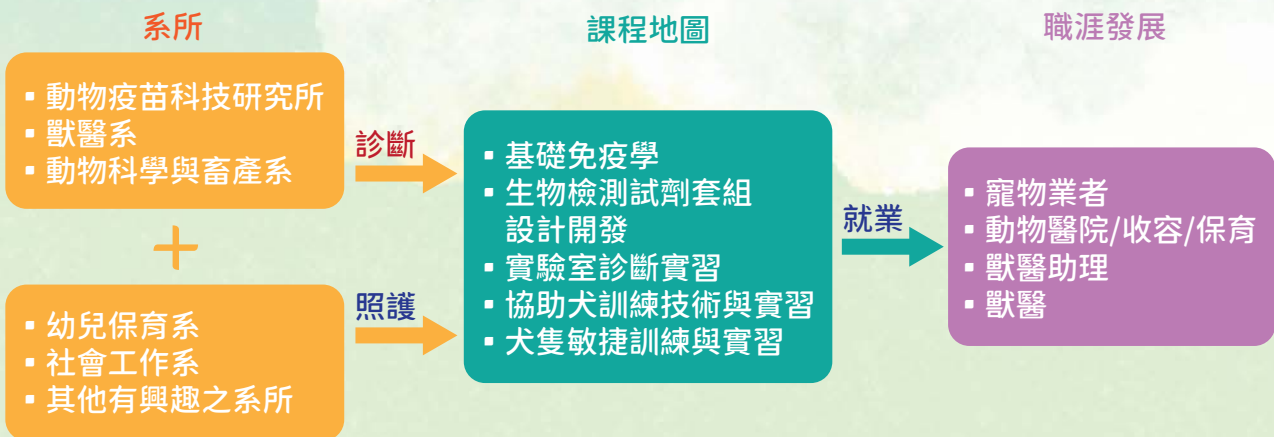 系所
▪ 動物疫苗科技研究所
▪ 獸醫系
▪ 動物科學與畜產系
+
▪ 幼兒保育系
▪ 社會工作系
▪ 其他有興趣之系所
診斷
照護
課程地圖
▪ 基礎免疫學
▪ 生物檢測試劑套組
設計開發
▪ 實驗室診斷實習
▪ 協助犬訓練技術與實習
▪ 犬隻敏捷訓練與實習
就業
職涯發展
▪ 寵物業者
▪ 動物醫院/收容/保育
▪ 獸醫助理
▪ 獸醫